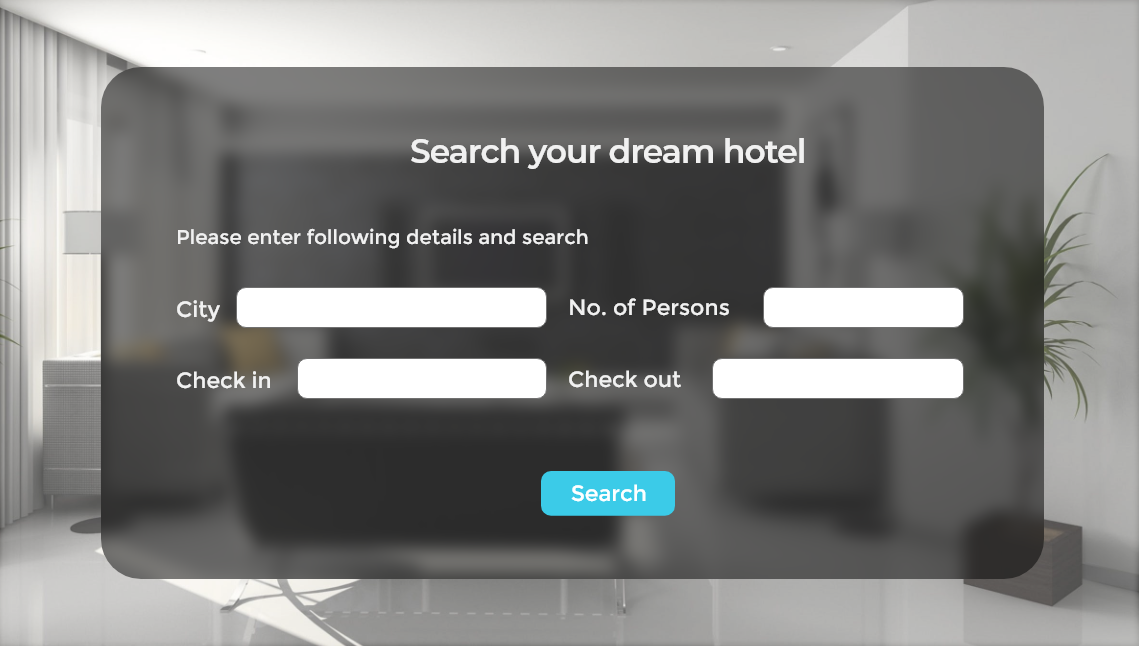 Search your dream hotel
Please enter following details and search
City
No. of Persons
Check in
Check out
Search